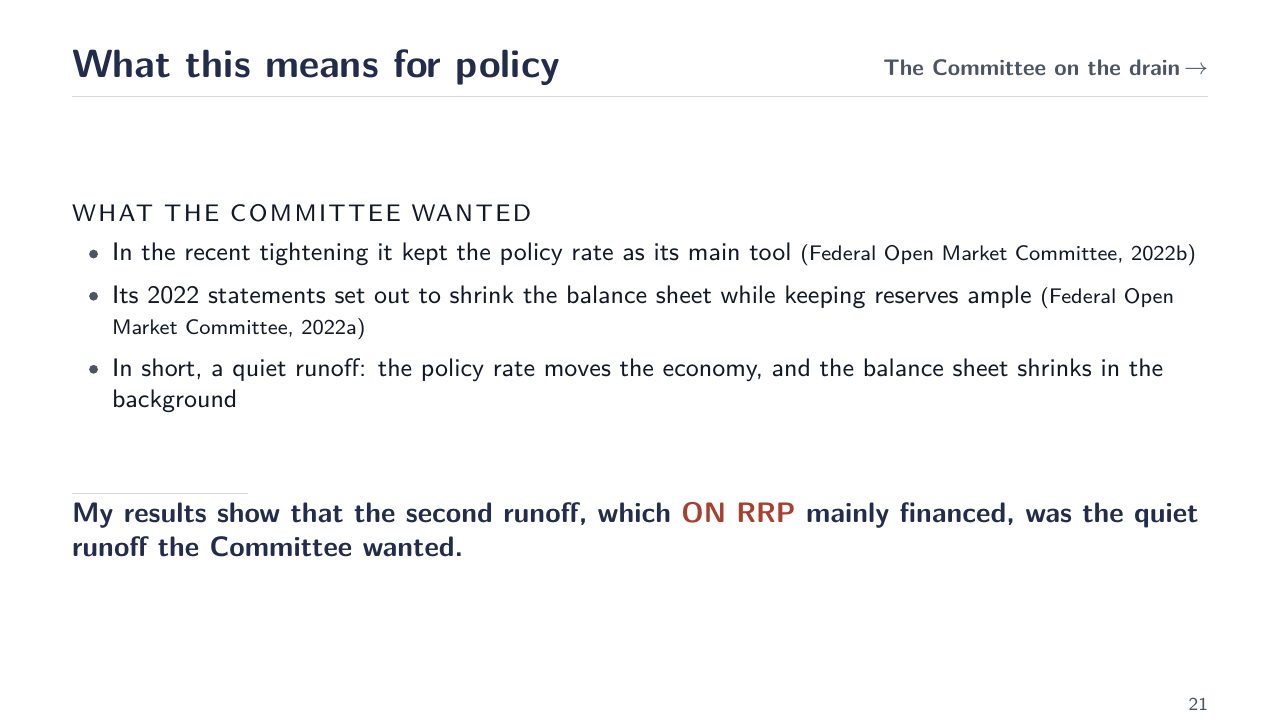 What this means for policy
The Committee on the drain →
WHAT THE COMMITTEE WANTED
• In the recent tightening it kept the policy rate as its main tool (Federal Open Market Committee, 2022b)
• Its 2022 statements set out to shrink the balance sheet while keeping reserves ample (Federal Open
Market Committee, 2022a)
• In short, a quiet runoff: the policy rate moves the economy, and the balance sheet shrinks in the
background
My results show that the second runoff, which ON RRP mainly financed, was the quiet
runoff the Committee wanted.
21